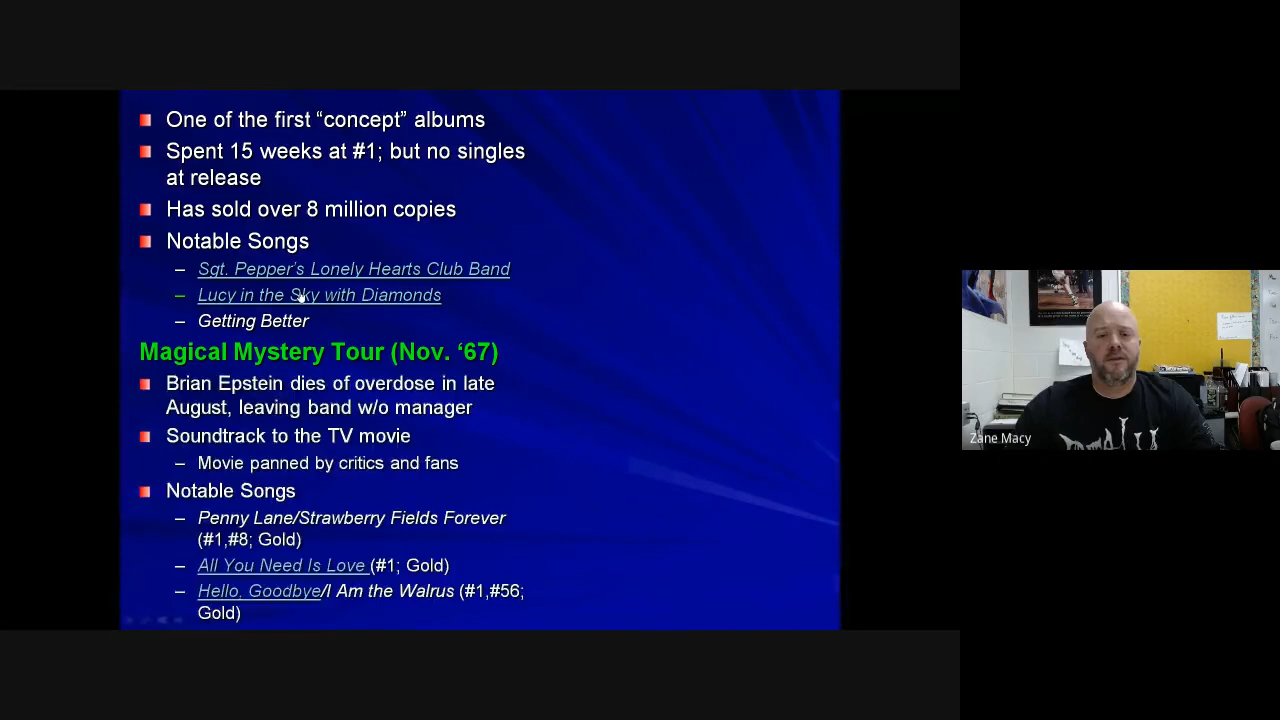 One of the first “concept” albums
Spent 15 weeks at #1; but no singles
at release
Has sold over 8 million copies
Notable Songs
– Sgt. Pepper’s Lonely Hearts Club Band
– Lucy in the Sky with Diamonds
– Getting Better
Magical Mystery Tour (Nov. ‘67)
Brian Epstein dies of overdose in late
August, leaving band w/o manager
Soundtrack to the TV movie
– Movie panned by critics and fans
Notable Songs
– Penny Lane/Strawberry Fields Forever
(#1,#8; Gold)
– All You Need Is Love (#1; Gold)
– Hello, Goodbye/I Am the Walrus (#1,#56;
Gold)
Zane Macy